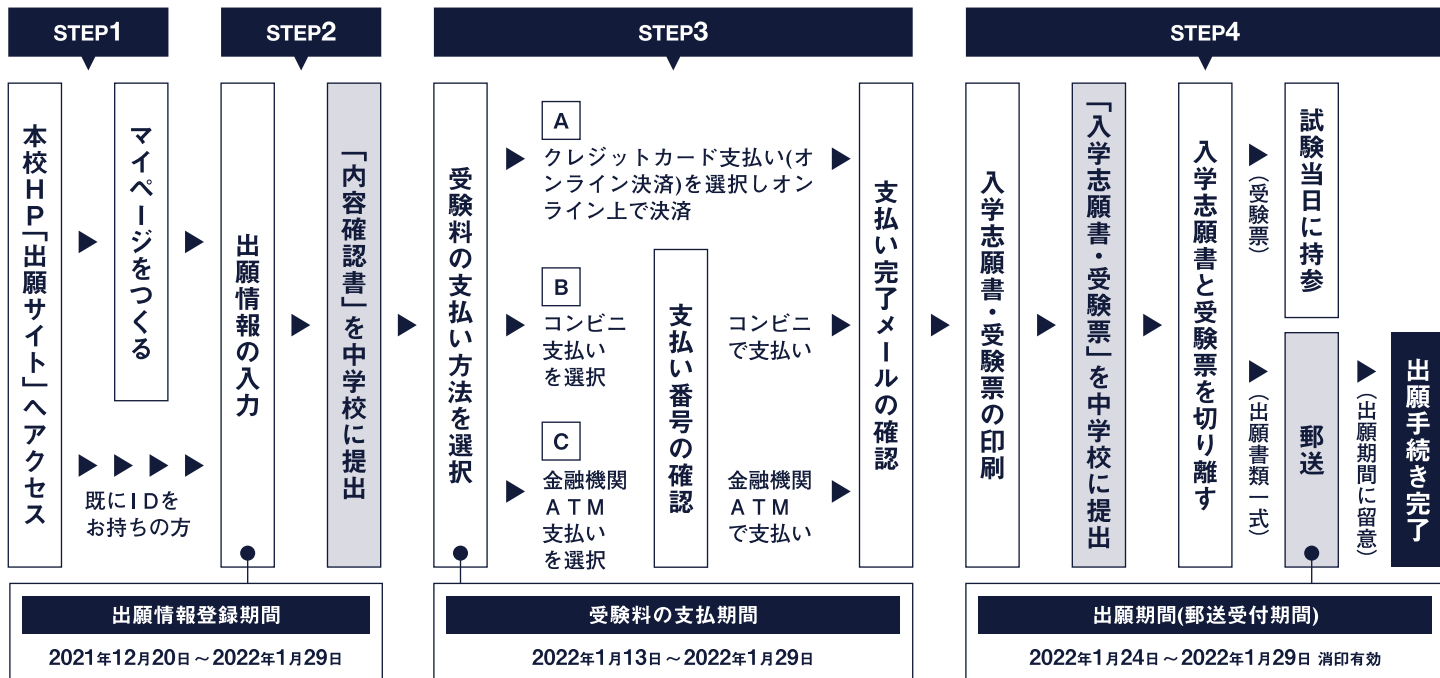 STEP1
本校HP「出願サイト」へアクセス
マイページをつくる
既にIDを
お持ちの方
STEP2
出願情報の入力
「内容確認書」を中学校に提出
出願情報登録期間
2021年12月20日～2022年1月29日
STEP3
受験料の支払い方法を選択
A
クレジットカード支払い(オ
ンライン決済)を選択しオン
ライン上で決済
B
コンビニ
支払い
を選択
C
金融機関
ATM
支払い
を選択
支払い番号の確認
コンビニ
で支払い
金融機関
ATM
で支払い
支払い完了メールの確認
受験料の支払期間
2022年1月13日～2022年1月29日
STEP4
入学志願書・受験票の印刷
「入学志願書・受験票」を中学校に提出
入学志願書と受験票を切り離す
(受験票)
試験当日に持参
(出願書類一式)
郵送
(出願期間に留意)
出願手続き完了
出願期間(郵送受付期間)
2022年1月24日～2022年1月29日 消印有効